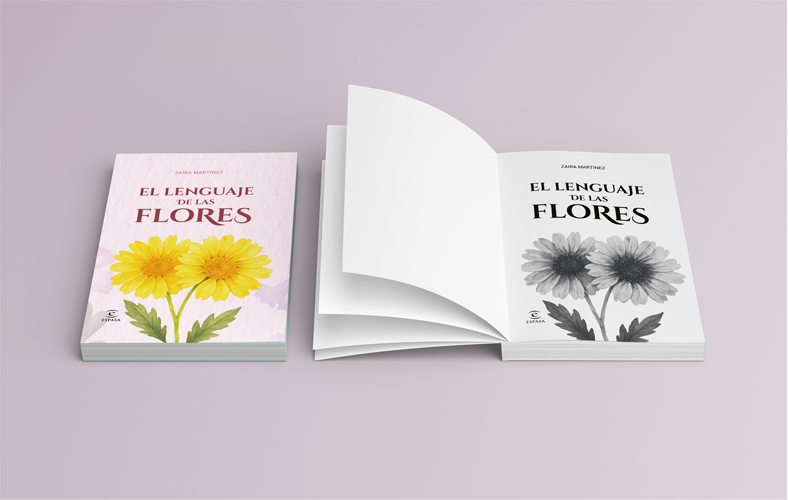 ZAIRA MARTÍNEZ
EL LENGUAJE
DE LAS
FLORES
ESPASA
ZAIRA MARTÍNEZ
EL LENGUAJE
DE LAS
FLORES
ESPASA